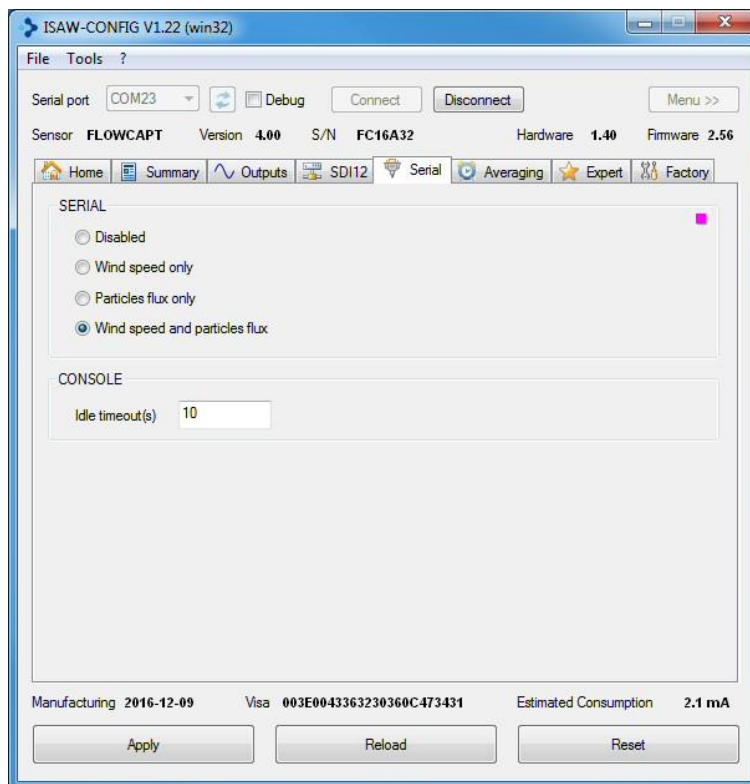 ISAW-CONFIG V1.22 (win32)
File Tools ?
Serial port COM23 Debug Connect Disconnect Menu >>
Sensor FLOWCAPT Version 4.00 S/N FC16A32 Hardware 1.40 Firmware 2.56
Home Summary Outputs SDI12 Serial Averaging Expert Factory
SERIAL
Disabled
Wind speed only
Particles flux only
Wind speed and particles flux
CONSOLE
Idle timeout(s) 10
Manufacturing 2016-12-09 Visa 003E0043363230360C473431 Estimated Consumption 2.1 mA
Apply Reload Reset